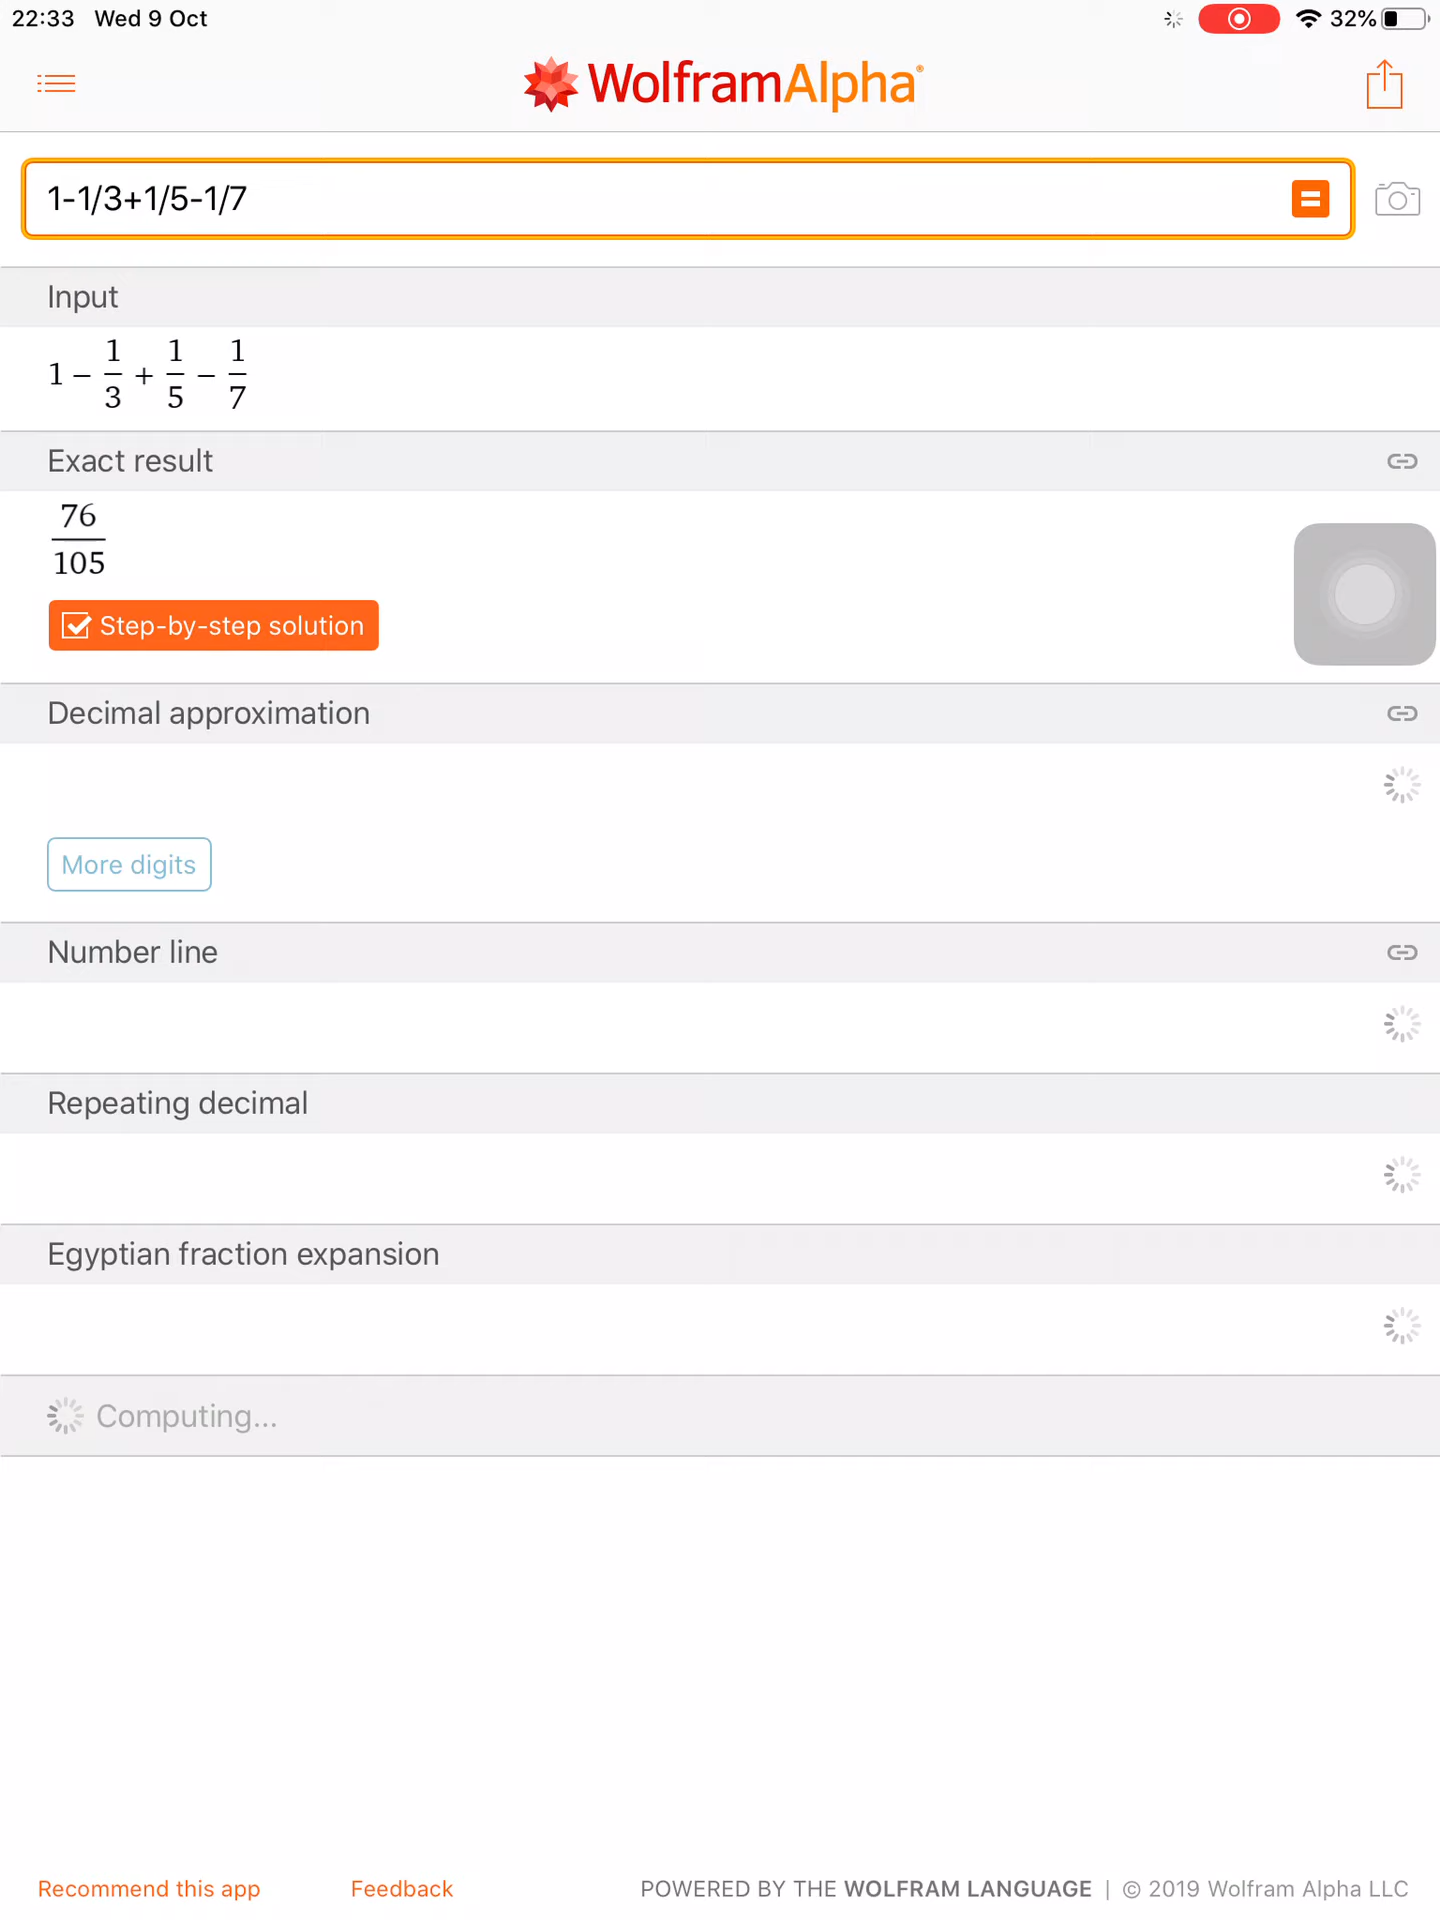 22:33 Wed 9 Oct 32%
WolframAlpha
1-1/3+1/5-1/7 =
Input
1 − 1/3 + 1/5 − 1/7
Exact result
76/105
Step-by-step solution
Decimal approximation
More digits
Number line
Repeating decimal
Egyptian fraction expansion
Computing...
Recommend this app Feedback POWERED BY THE WOLFRAM LANGUAGE | © 2019 Wolfram Alpha LLC